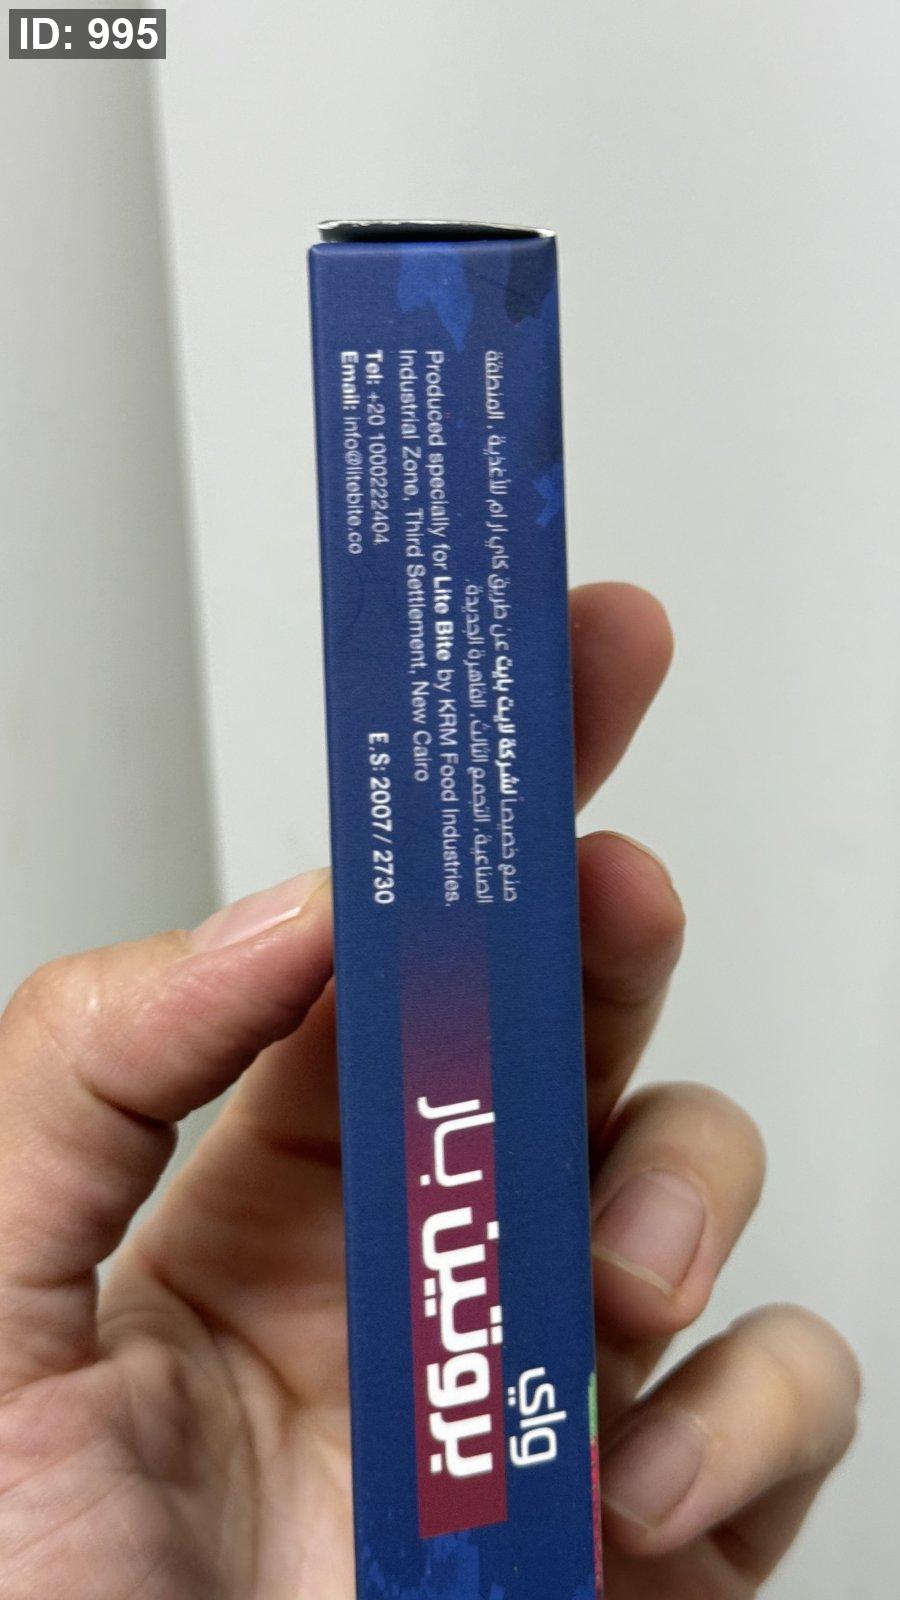 ID: 995
صنع خصيصاً لشركة لايت بايت عن طريق كاي ار ام للأغذية , المنطقة
الصناعية, التجمع الثالث, القاهرة الجديدة.
Produced specially for Lite Bite by KRM Food Industries,
Industrial Zone, Third Settlement, New Cairo
Tel: +20 1000222404
Email: info@litebite.co
E.S: 2007 / 2730
واي
بروتين بار